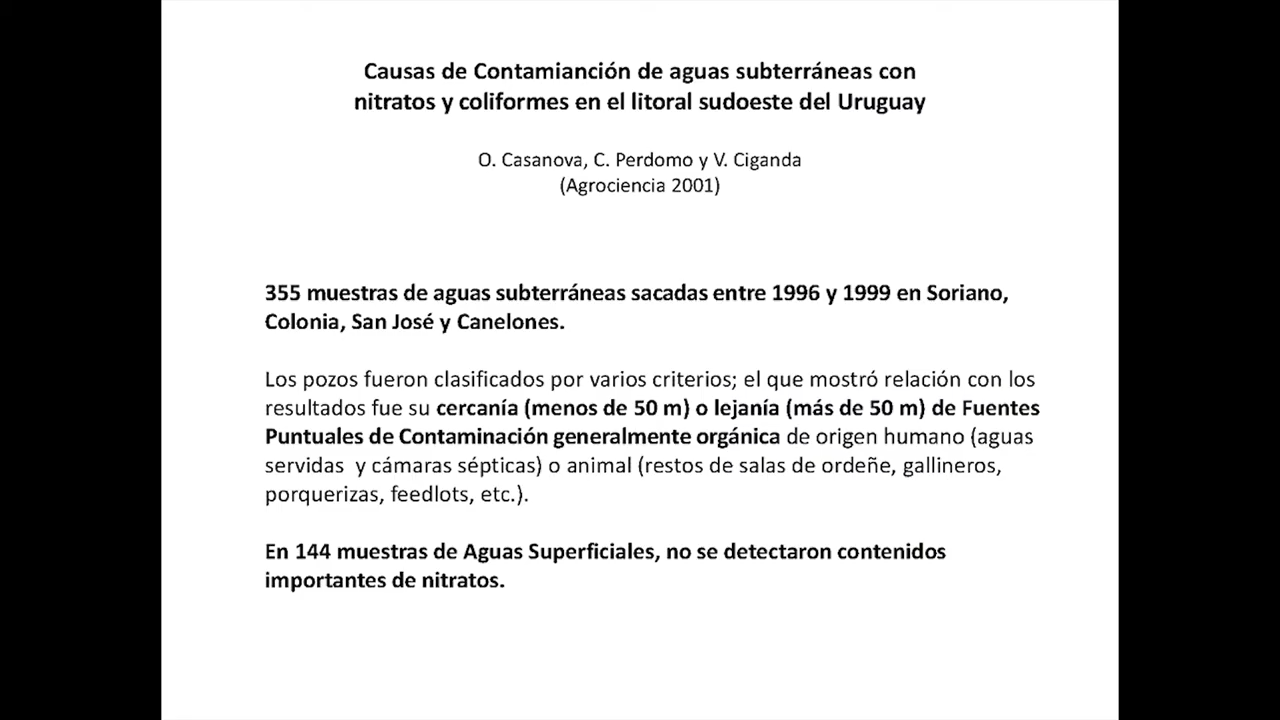 Causas de Contamianción de aguas subterráneas con
nitratos y coliformes en el litoral sudoeste del Uruguay
O. Casanova, C. Perdomo y V. Ciganda
(Agrociencia 2001)
355 muestras de aguas subterráneas sacadas entre 1996 y 1999 en Soriano,
Colonia, San José y Canelones.
Los pozos fueron clasificados por varios criterios; el que mostró relación con los
resultados fue su cercanía (menos de 50 m) o lejanía (más de 50 m) de Fuentes
Puntuales de Contaminación generalmente orgánica de origen humano (aguas
servidas y cámaras sépticas) o animal (restos de salas de ordeñe, gallineros,
porquerizas, feedlots, etc.).
En 144 muestras de Aguas Superficiales, no se detectaron contenidos
importantes de nitratos.